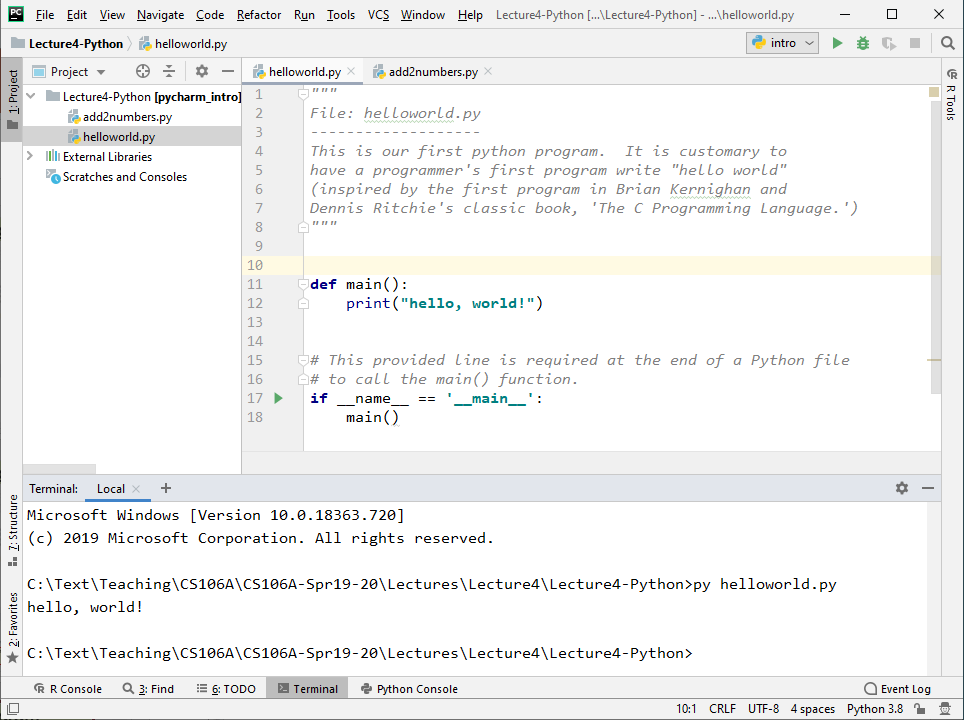 PC File Edit View Navigate Code Refactor Run Tools VCS Window Help Lecture4-Python [...\Lecture4-Python] - ...\helloworld.py
Lecture4-Python helloworld.py intro
1: Project
Project
Lecture4-Python [pycharm_intro]
add2numbers.py
helloworld.py
External Libraries
Scratches and Consoles
helloworld.py add2numbers.py
1 """
2 File: helloworld.py
3 -------------------
4 This is our first python program.  It is customary to
5 have a programmer's first program write "hello world"
6 (inspired by the first program in Brian Kernighan and
7 Dennis Ritchie's classic book, 'The C Programming Language.')
8 """
9
10
11 def main():
12     print("hello, world!")
13
14
15 # This provided line is required at the end of a Python file
16 # to call the main() function.
17 if __name__ == '__main__':
18     main()
R Tools
7: Structure
2: Favorites
Terminal: Local
Microsoft Windows [Version 10.0.18363.720]
(c) 2019 Microsoft Corporation. All rights reserved.
C:\Text\Teaching\CS106A\CS106A-Spr19-20\Lectures\Lecture4\Lecture4-Python>py helloworld.py
hello, world!
C:\Text\Teaching\CS106A\CS106A-Spr19-20\Lectures\Lecture4\Lecture4-Python>
R Console 3: Find 6: TODO Terminal Python Console Event Log
10:1 CRLF UTF-8 4 spaces Python 3.8